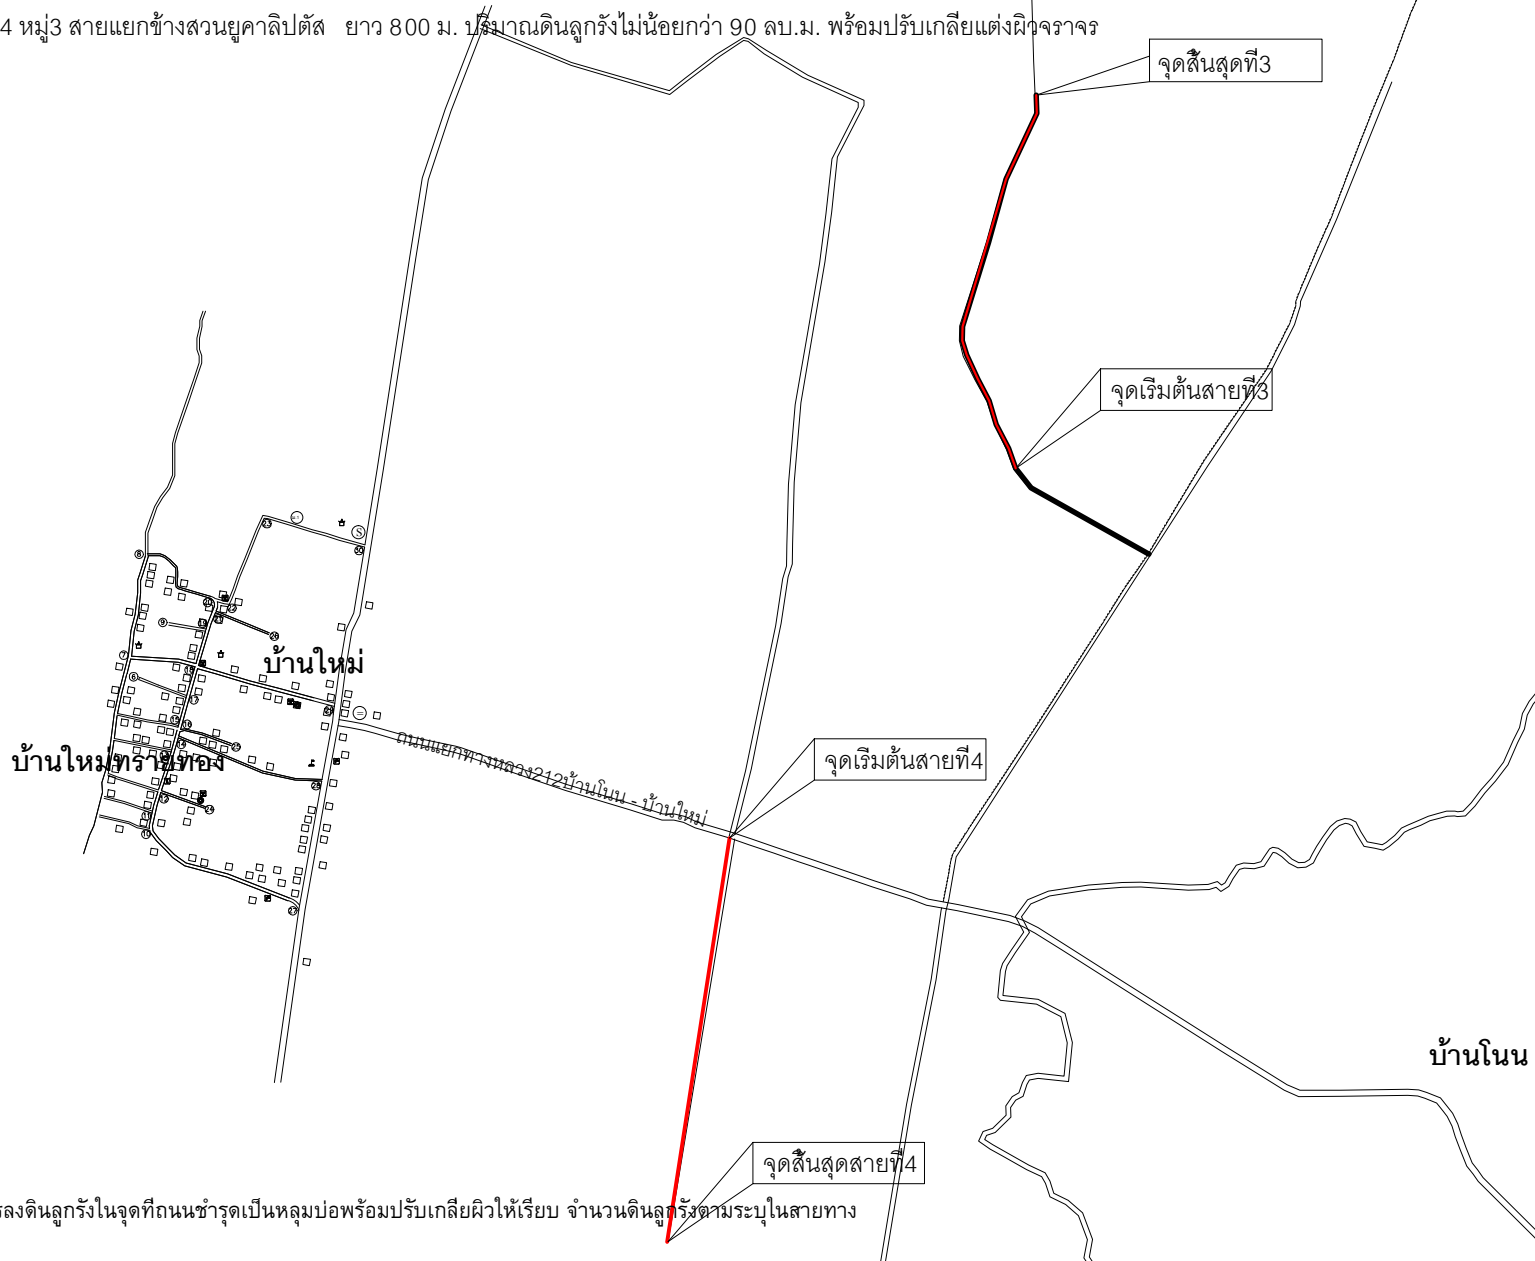 4 หมู่3 สายแยกข้างสวนยูคาลิปตัส ยาว 800 ม. ปริมาณดินลูกรังไม่น้อยกว่า 90 ลบ.ม. พร้อมปรับเกลี่ยแต่งผิวจราจร
จุดสิ้นสุดที่3
จุดเริ่มต้นสายที่3
S
บ้านใหม่
บ้านใหม่ทรายทอง
ถนนแยกทางหลวง212บ้านโนน - บ้านใหม่
จุดเริ่มต้นสายที่4
บ้านโนน
จุดสิ้นสุดสายที่4
ลงดินลูกรังในจุดที่ถนนชำรุดเป็นหลุมบ่อพร้อมปรับเกลี่ยผิวให้เรียบ จำนวนดินลูกรังตามระบุในสายทาง